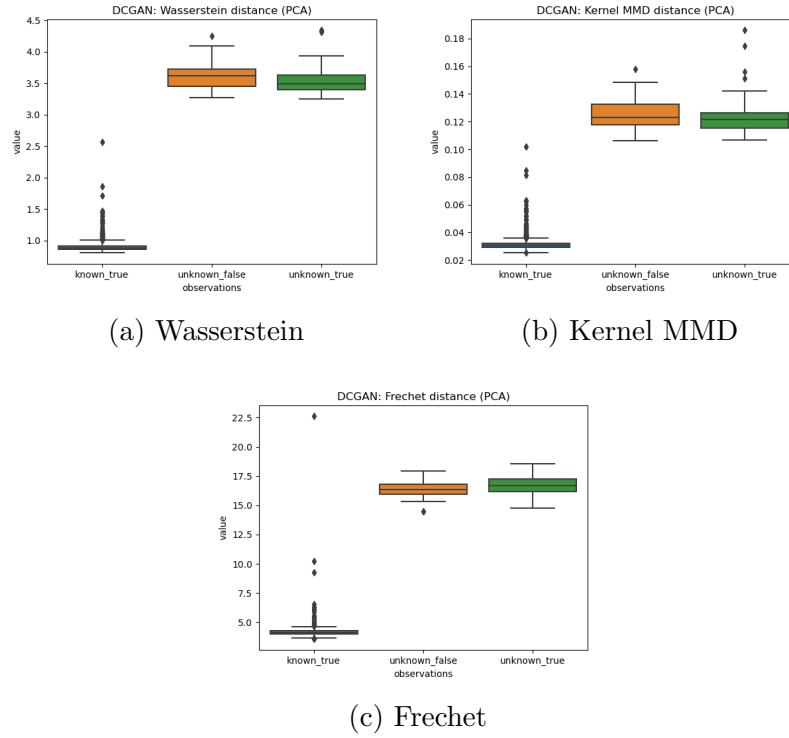 DCGAN: Wasserstein distance (PCA)
value
4.5
4.0
3.5
3.0
2.5
2.0
1.5
1.0
known_true
unknown_false
unknown_true
observations
(a) Wasserstein
DCGAN: Kernel MMD distance (PCA)
value
0.18
0.16
0.14
0.12
0.10
0.08
0.06
0.04
0.02
known_true
unknown_false
unknown_true
observations
(b) Kernel MMD
DCGAN: Frechet distance (PCA)
value
22.5
20.0
17.5
15.0
12.5
10.0
7.5
5.0
known_true
unknown_false
unknown_true
observations
(c) Frechet